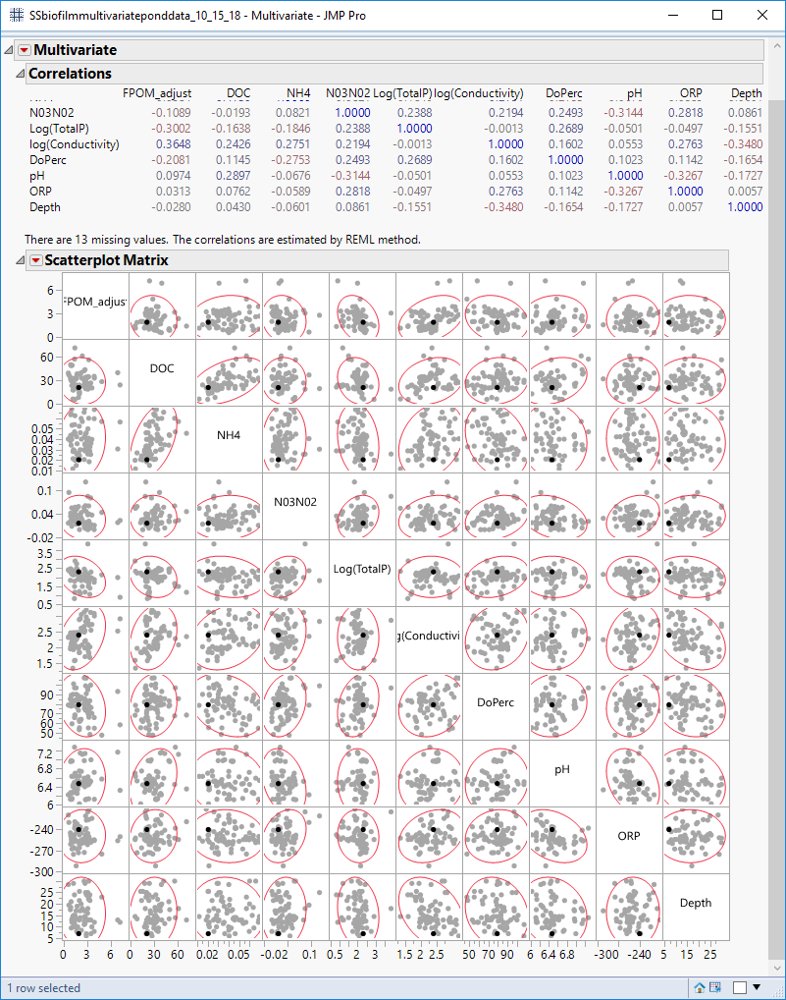 SSbiofilmmultivariateponddata_10_15_18 - Multivariate - JMP Pro
Multivariate
Correlations
FPOM_adjust DOC NH4 N03N02 Log(TotalP) log(Conductivity) DoPerc pH ORP Depth
N03N02 -0.1089 -0.0193 0.0821 1.0000 0.2388 0.2194 0.2493 -0.3144 0.2818 0.0861
Log(TotalP) -0.3002 -0.1638 -0.1846 0.2388 1.0000 -0.0013 0.2689 -0.0501 -0.0497 -0.1551
log(Conductivity) 0.3648 0.2426 0.2751 0.2194 -0.0013 1.0000 0.1602 0.0553 0.2763 -0.3480
DoPerc -0.2081 0.1145 -0.2753 0.2493 0.2689 0.1602 1.0000 0.1023 0.1142 -0.1654
pH 0.0974 0.2897 -0.0676 -0.3144 -0.0501 0.0553 0.1023 1.0000 -0.3267 -0.1727
ORP 0.0313 0.0762 -0.0589 0.2818 -0.0497 0.2763 0.1142 -0.3267 1.0000 0.0057
Depth -0.0280 0.0430 -0.0601 0.0861 -0.1551 -0.3480 -0.1654 -0.1727 0.0057 1.0000
There are 13 missing values. The correlations are estimated by REML method.
Scatterplot Matrix
6
FPOM_adjus
3
0
60
DOC
30
0
0.05
NH4
0.04
0.03
0.02
0.01
0.1
N03N02
0.04
-0.02
3.5
2.5
Log(TotalP)
1.5
0.5
2.5
g(Conductivi
2
1.5
90
DoPerc
70
60
50
7.2
6.8
pH
6.4
6
-240
ORP
-270
-300
25
Depth
20
15
10
5
0 3 6 0 30 60 0.02 0.05 -0.02 0.1 0.5 2 3 1.5 2 2.5 50 70 90 6 6.4 6.8 -300 -240 5 15 25
1 row selected